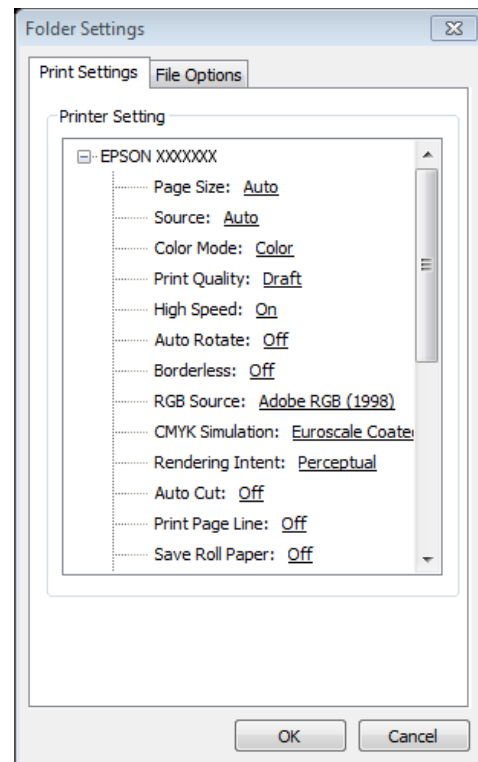 Folder Settings
Print Settings
File Options
Printer Setting
EPSON XXXXXXX
Page Size: Auto
Source: Auto
Color Mode: Color
Print Quality: Draft
High Speed: On
Auto Rotate: Off
Borderless: Off
RGB Source: Adobe RGB (1998)
CMYK Simulation: Euroscale Coate
Rendering Intent: Perceptual
Auto Cut: Off
Print Page Line: Off
Save Roll Paper: Off
OK
Cancel